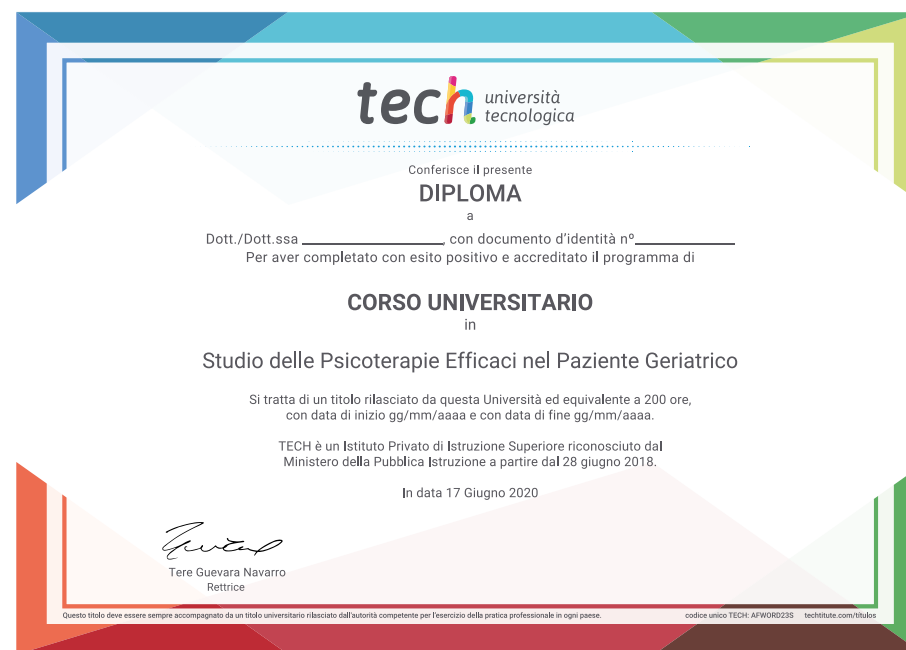 tech università
tecnologica
Conferisce il presente
DIPLOMA
a
Dott./Dott.ssa ____________________, con documento d'identità nº______________
Per aver completato con esito positivo e accreditato il programma di
CORSO UNIVERSITARIO
in
Studio delle Psicoterapie Efficaci nel Paziente Geriatrico
Si tratta di un titolo rilasciato da questa Università ed equivalente a 200 ore,
con data di inizio gg/mm/aaaa e con data di fine gg/mm/aaaa.
TECH è un Istituto Privato di Istruzione Superiore riconosciuto dal
Ministero della Pubblica Istruzione a partire dal 28 giugno 2018.
In data 17 Giugno 2020
Tere Guevara Navarro
Rettrice
Questo titolo deve essere sempre accompagnato da un titolo universitario rilasciato dall'autorità competente per l'esercizio della pratica professionale in ogni paese. codice unico TECH: AFWORD23S techtitute.com/titulos